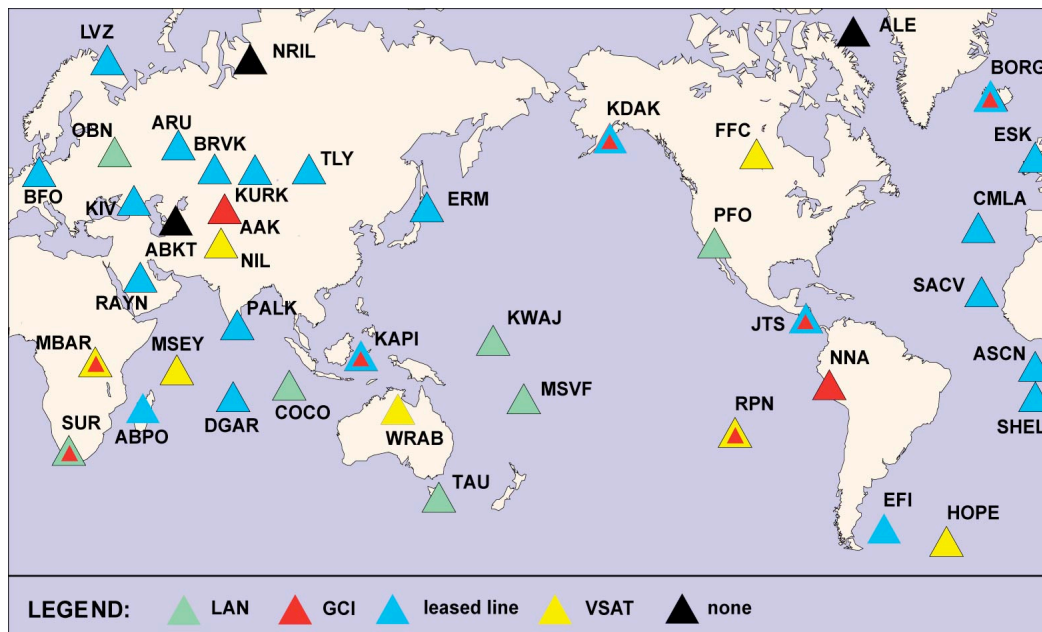 LVZ
NRIL
ALE
BORG
KDAK
FFC
OBN
ARU
BRVK
TLY
ESK
BFO
KIV
KURK
ERM
AAK
PFO
CMLA
ABKT
NIL
RAYN
PALK
SACV
KWAJ
JTS
MBAR
MSEY
KAPI
NNA
ASCN
MSVF
RPN
SUR
ABPO
DGAR
COCO
WRAB
SHEL
TAU
EFI
HOPE
LEGEND: LAN GCI leased line VSAT none